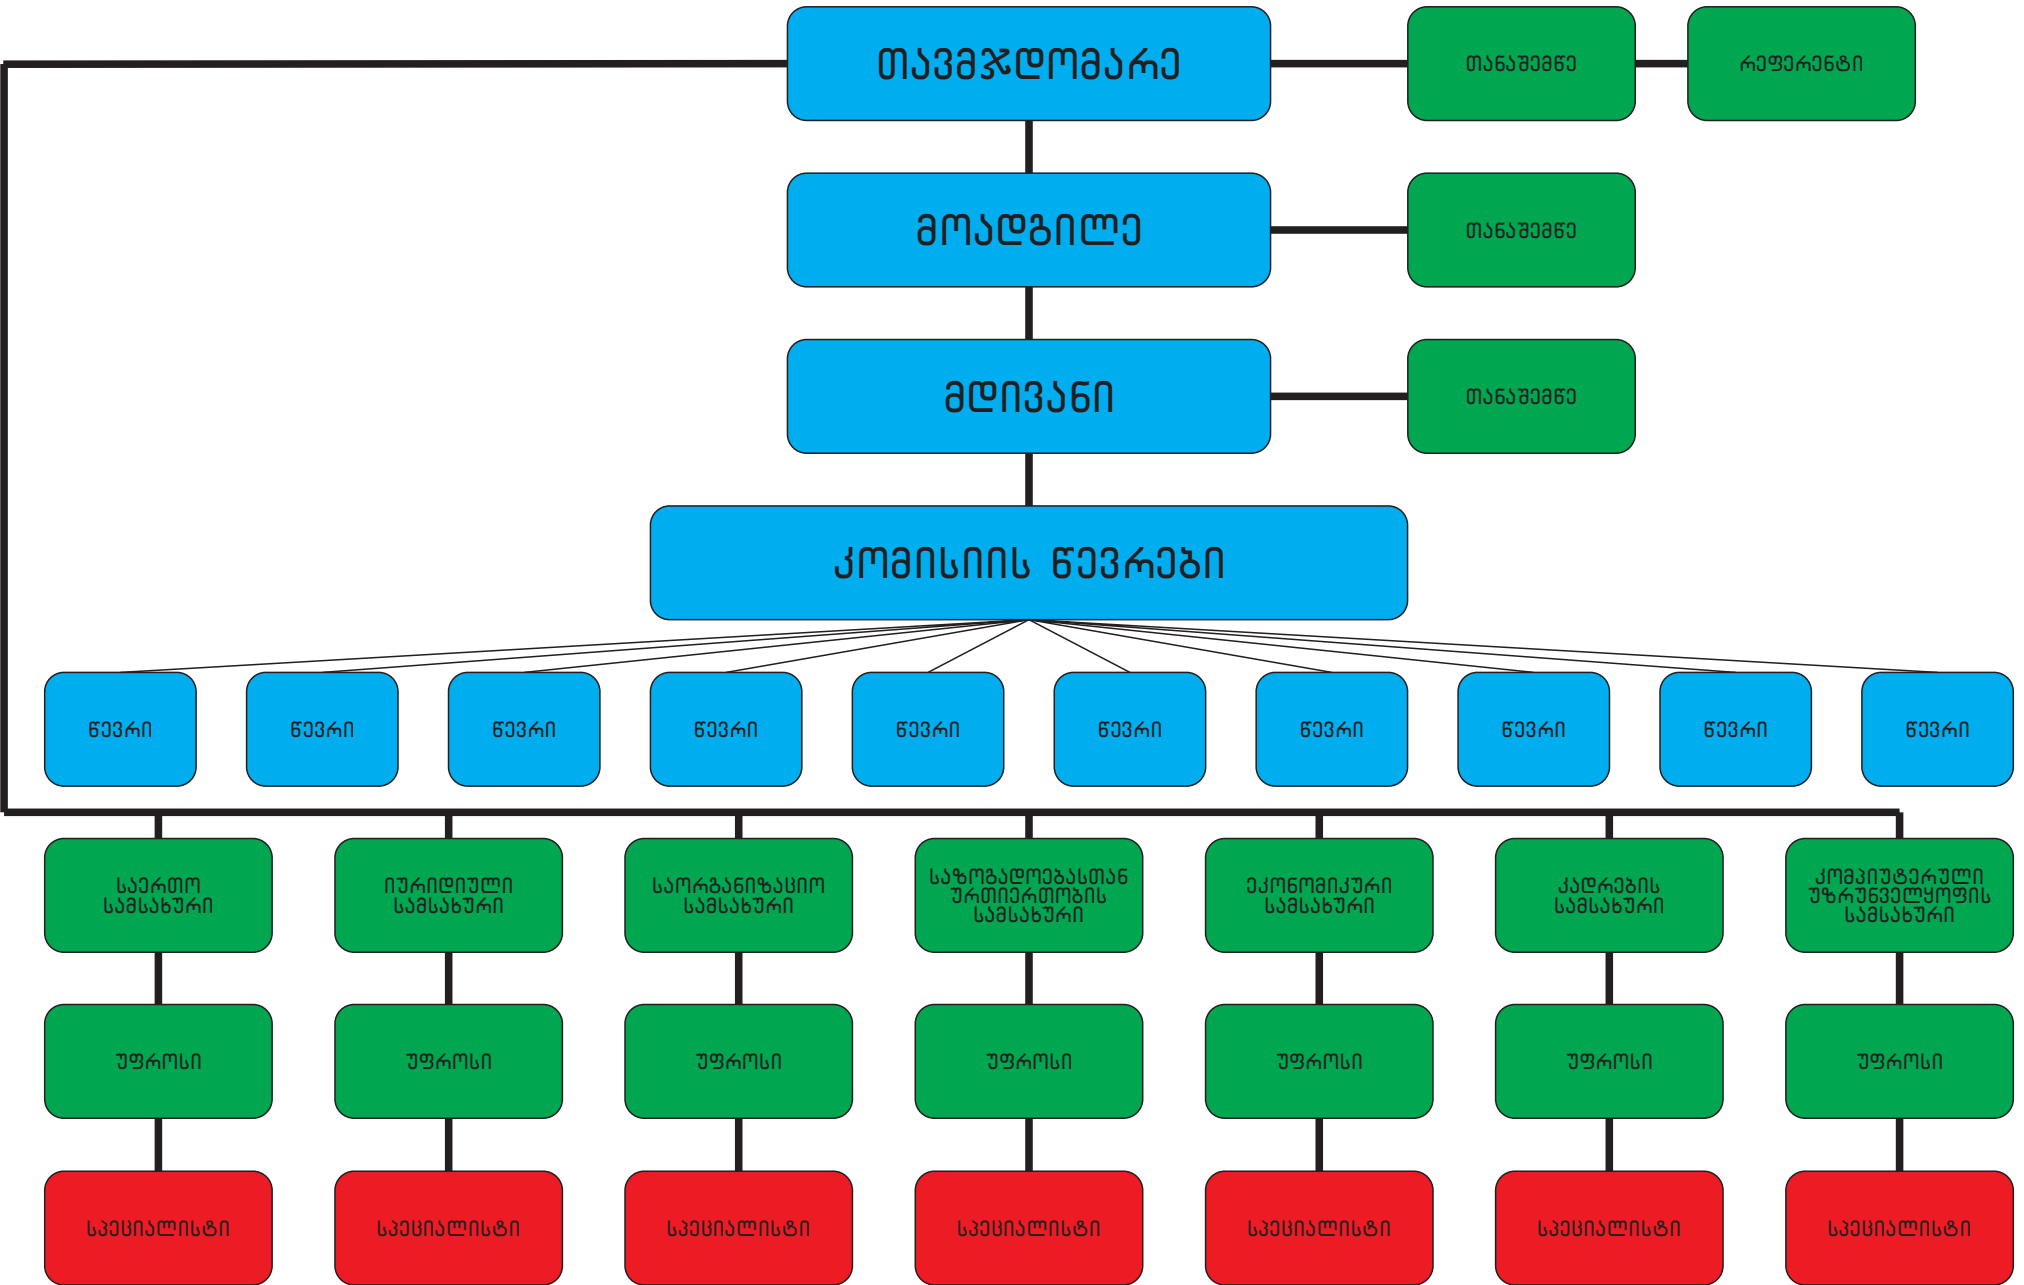 თავმჯდომარე
თანაშემწე
რეფერენტი
მოადგილე
თანაშემწე
მდივანი
თანაშემწე
კომისიის წევრები
წევრი
წევრი
წევრი
წევრი
წევრი
წევრი
წევრი
წევრი
წევრი
წევრი
საერთო
სამსახური
იურიდიული
სამსახური
საორგანიზაციო
სამსახური
საზოგადოებასთან
ურთიერთობის
სამსახური
ეკონომიკური
სამსახური
კადრების
სამსახური
კომპიუტერული
უზრუნველყოფის
სამსახური
უფროსი
უფროსი
უფროსი
უფროსი
უფროსი
უფროსი
უფროსი
სპეციალისტი
სპეციალისტი
სპეციალისტი
სპეციალისტი
სპეციალისტი
სპეციალისტი
სპეციალისტი